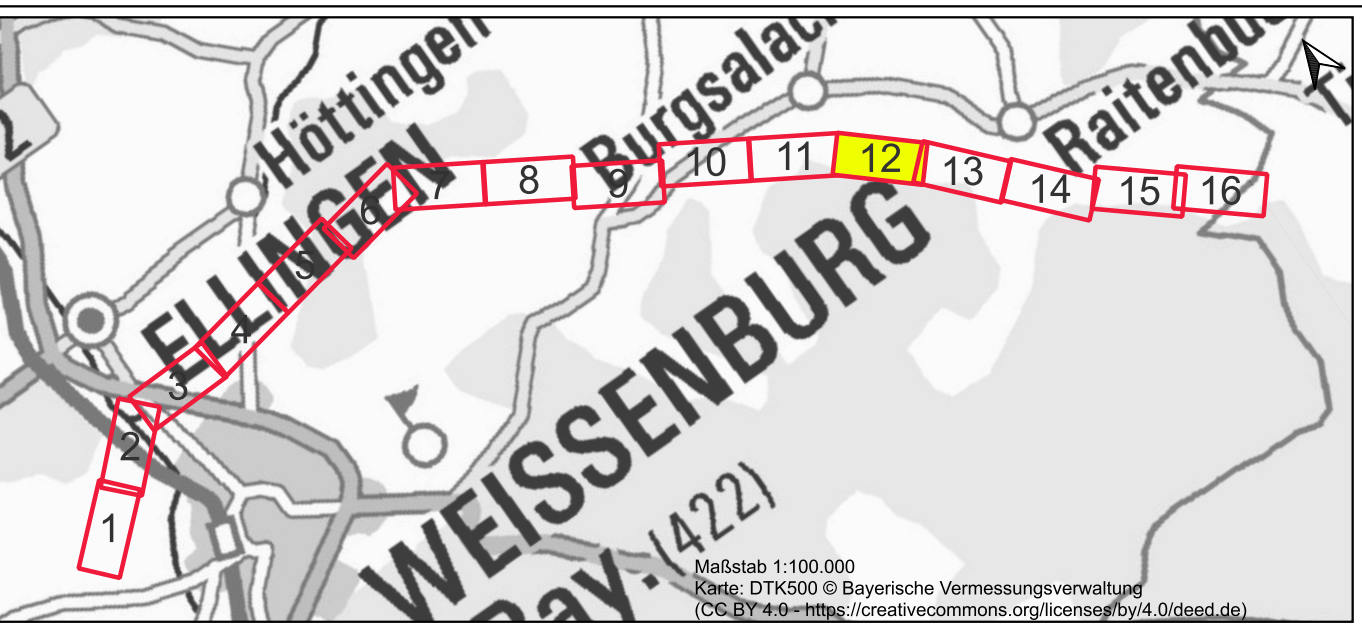 Höttingen
Burgsalach
Raitenbu
2
ELLINGEN
1
2
3
4
5
6
7
8
9
10
11
12
13
14
15
16
WEISSENBURG
Bay. (422)
Maßstab 1:100.000
Karte: DTK500 © Bayerische Vermessungsverwaltung
(CC BY 4.0 - https://creativecommons.org/licenses/by/4.0/deed.de)